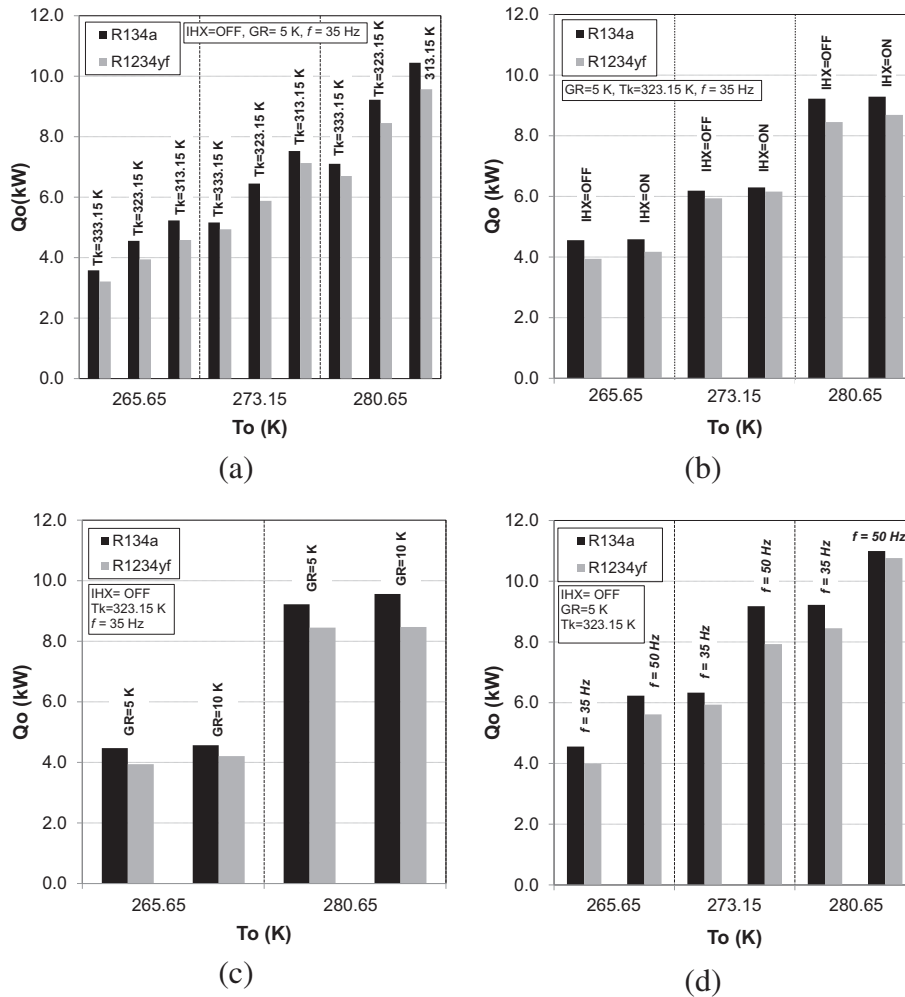 12.0
10.0
8.0
6.0
4.0
2.0
0.0
Qo(kW)
R134a
R1234yf
IHX=OFF, GR= 5 K, f = 35 Hz
Tk=333.15 K
Tk=323.15 K
Tk=313.15 K
Tk=333.15 K
Tk=323.15 K
Tk=313.15 K
Tk=333.15 K
Tk=323.15 K
313.15 K
265.65 273.15 280.65
To (K)
(a)
12.0
10.0
8.0
6.0
4.0
2.0
0.0
Qo (kW)
R134a
R1234yf
GR=5 K, Tk=323.15 K, f = 35 Hz
IHX=OFF
IHX=ON
IHX=OFF
IHX=ON
IHX=OFF
IHX=ON
265.65 273.15 280.65
To (K)
(b)
12.0
10.0
8.0
6.0
4.0
2.0
0.0
Qo (kW)
R134a
R1234yf
IHX= OFF
Tk=323.15 K
f = 35 Hz
GR=5 K
GR=10 K
GR=5 K
GR=10 K
265.65 280.65
To (K)
(c)
12.0
10.0
8.0
6.0
4.0
2.0
0.0
Qo (kW)
R134a
R1234yf
IHX= OFF
GR=5 K
Tk=323.15 K
f = 35 Hz
f = 50 Hz
f = 35 Hz
f = 50 Hz
f = 35 Hz
f = 50 Hz
265.65 273.15 280.65
To (K)
(d)